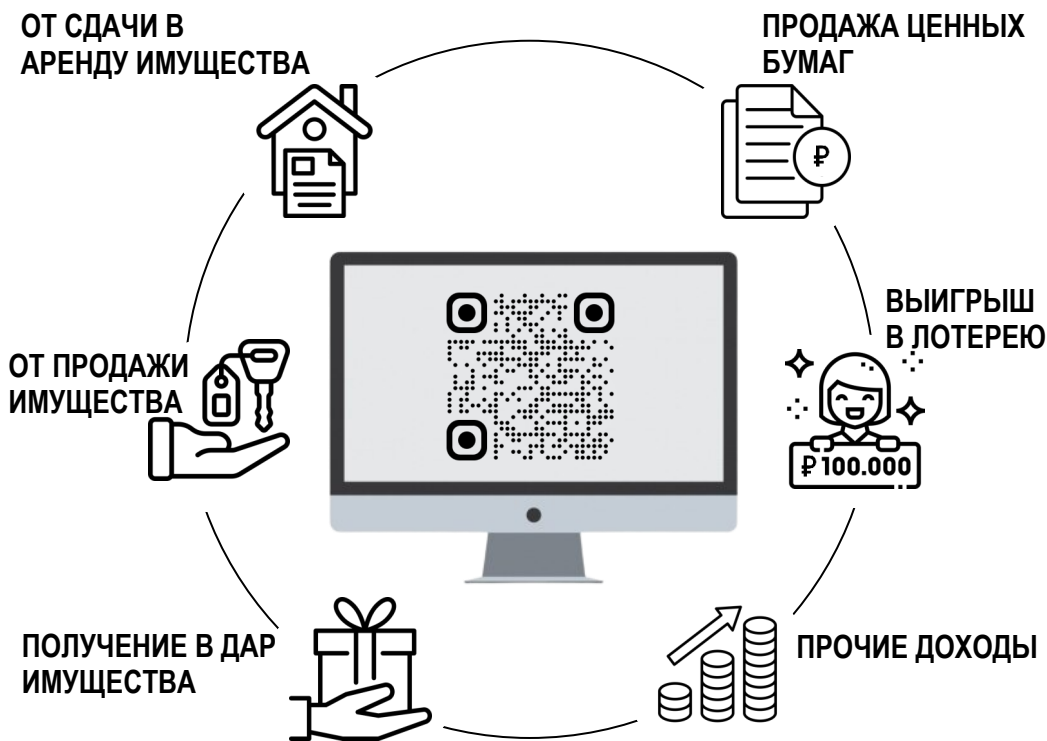 ОТ СДАЧИ В
АРЕНДУ ИМУЩЕСТВА
ПРОДАЖА ЦЕННЫХ
БУМАГ
₽
ВЫИГРЫШ
В ЛОТЕРЕЮ
₽ 100.000
ОТ ПРОДАЖИ
ИМУЩЕСТВА
ПОЛУЧЕНИЕ В ДАР
ИМУЩЕСТВА
ПРОЧИЕ ДОХОДЫ